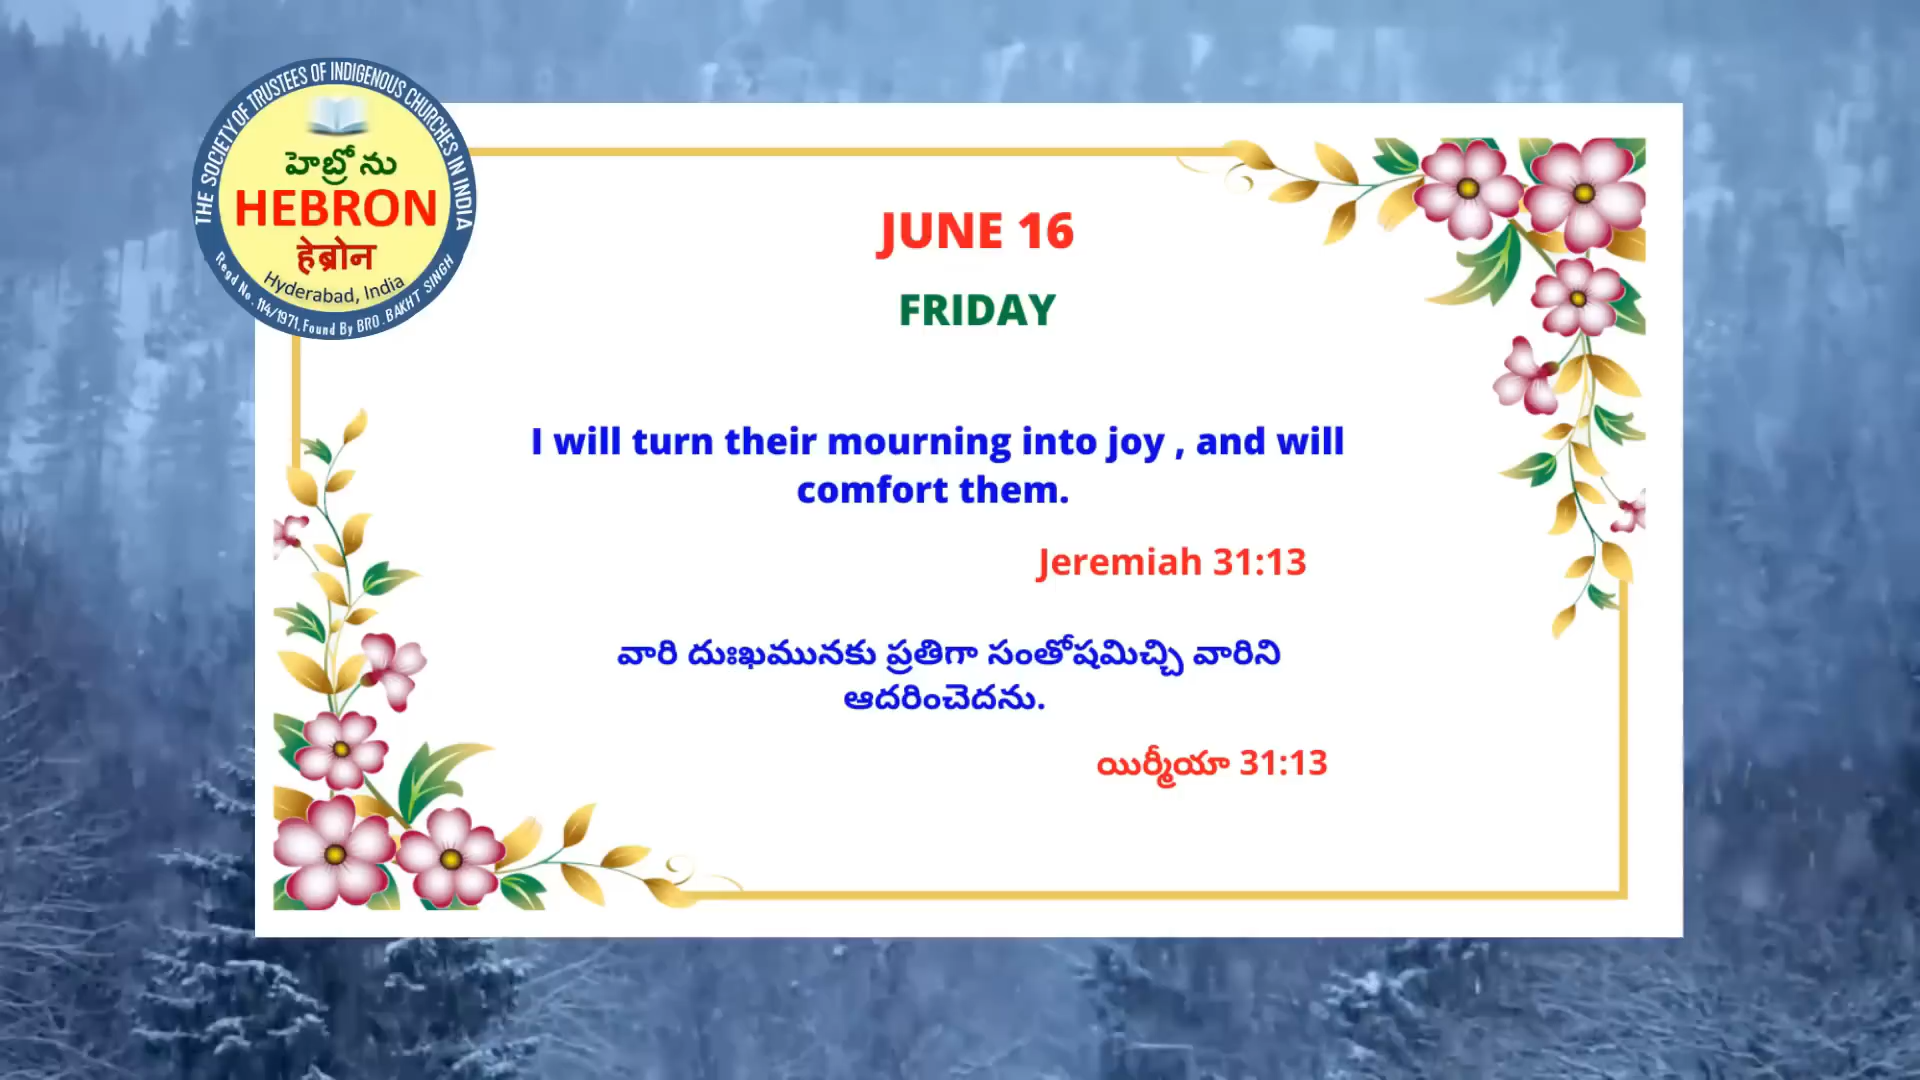 THE SOCIETY OF TRUSTEES OF INDIGENOUS CHURCHES IN INDIA
హెబ్రోను
HEBRON
हेब्रोन
Hyderabad, India
Regd No. 114/1971, Found By BRO. BAKHT SINGH
JUNE 16
FRIDAY
I will turn their mourning into joy , and will
comfort them.
Jeremiah 31:13
వారి దుఃఖమునకు ప్రతిగా సంతోషమిచ్చి వారిని
ఆదరించెదను.
యిర్మీయా 31:13